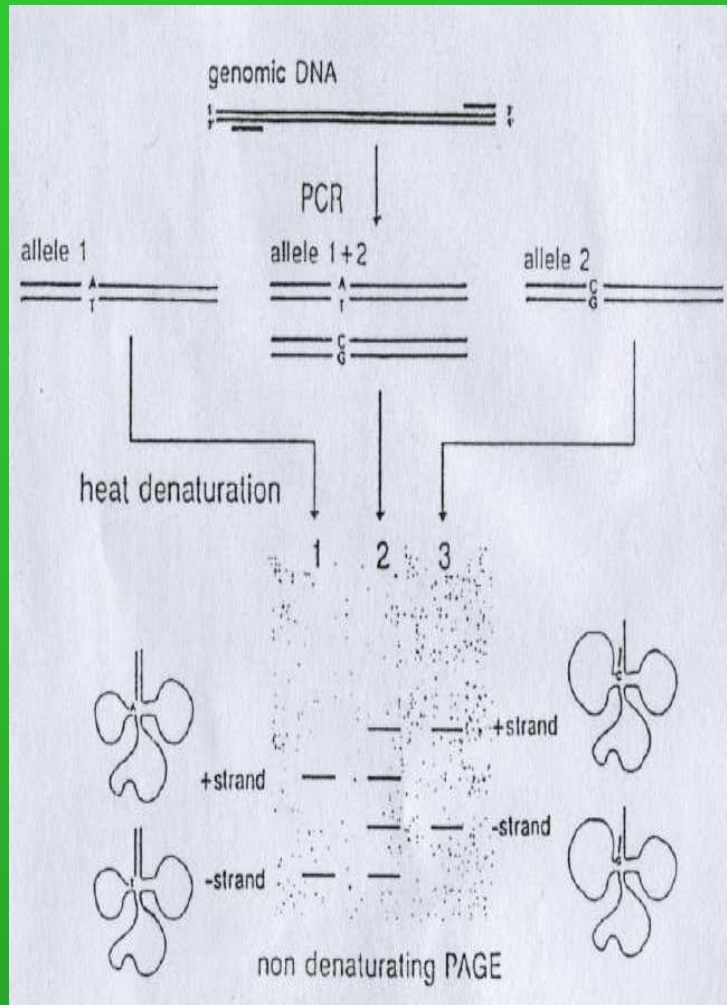 genomic DNA
PCR
allele 1
allele 1+2
allele 2
A
A
C
T
T
G
C
G
heat denaturation
1 2 3
A
C
+strand
+strand
-strand
G
-strand
non denaturating PAGE